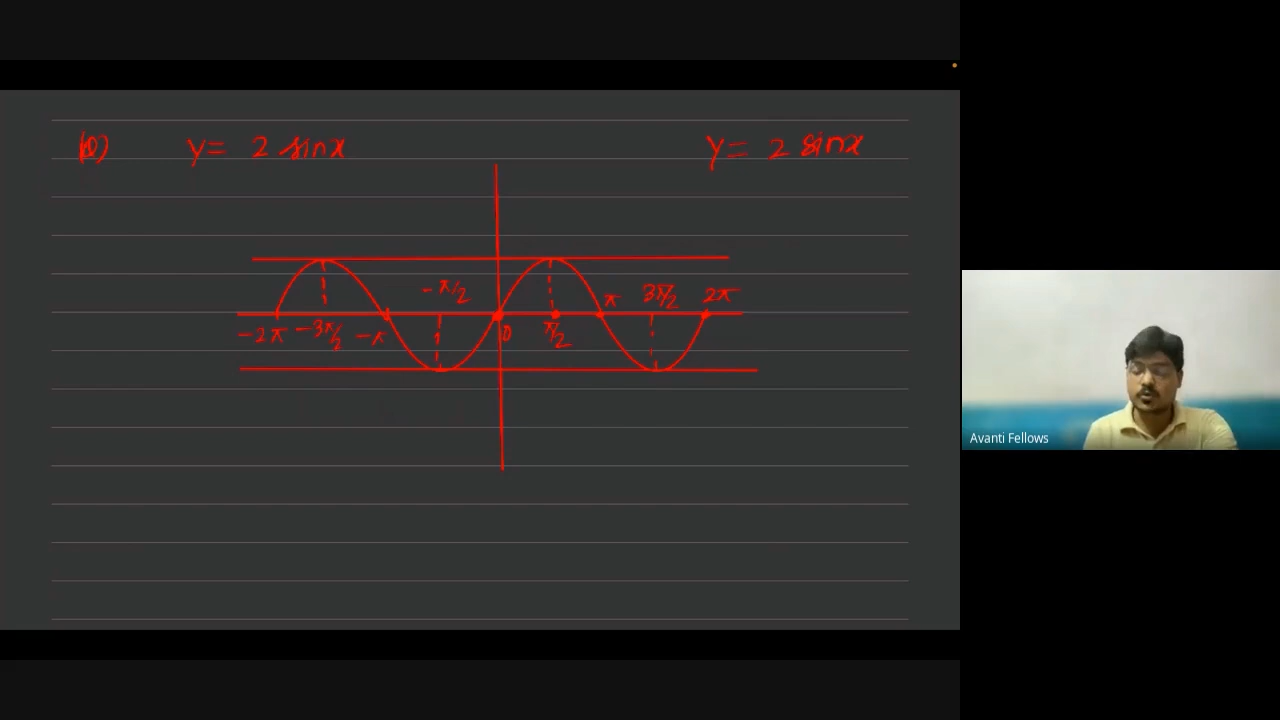 Q) y = 2 sinx y = 2 sinx
-π/2 π 3π/2 2π
-2π -3π/2 -π 0 π/2
Avanti Fellows